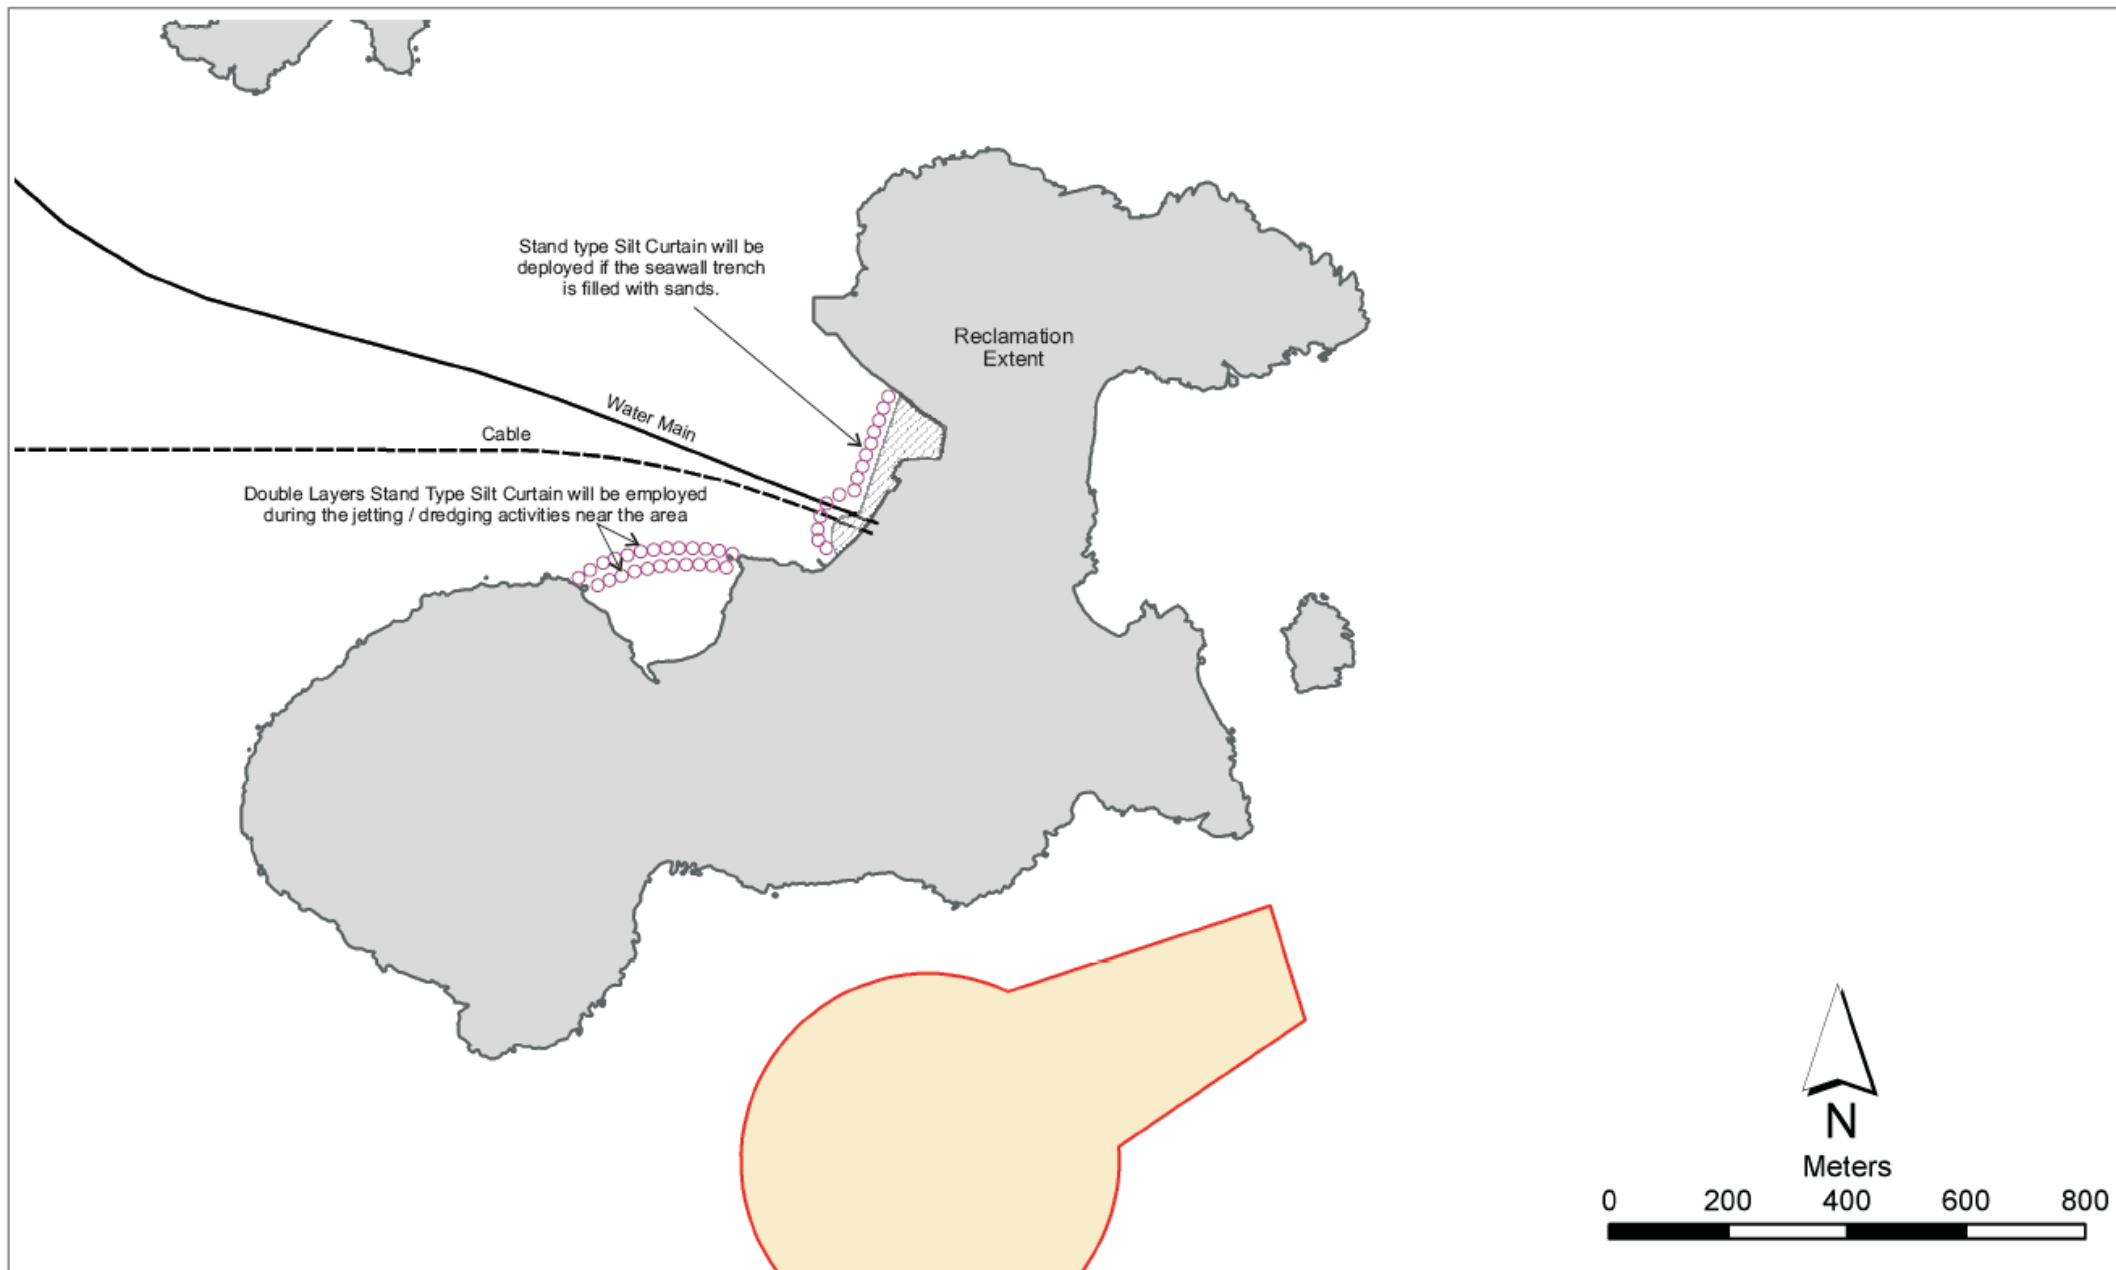 Stand type Silt Curtain will be
deployed if the seawall trench
is filled with sands.
Reclamation
Extent
Water Main
Cable
Double Layers Stand Type Silt Curtain will be employed
during the jetting / dredging activities near the area
N
Meters
0 200 400 600 800